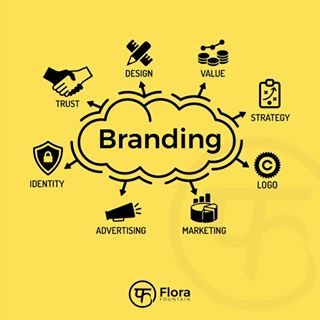 DESIGN
VALUE
TRUST
STRATEGY
Branding
IDENTITY
C
LOGO
ADVERTISING
MARKETING
फ Flora
FOUNTAIN